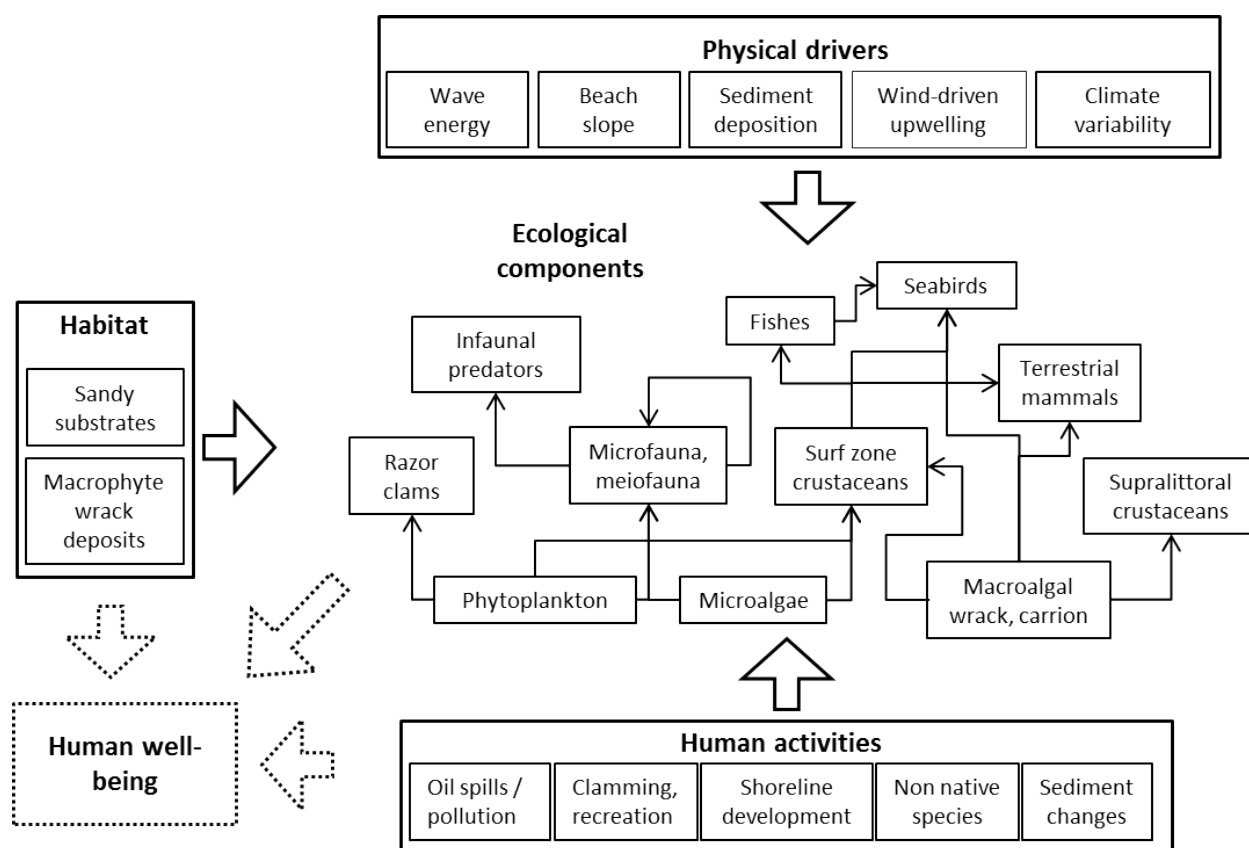 Physical drivers
Wave
energy
Beach
slope
Sediment
deposition
Wind-driven
upwelling
Climate
variability
Ecological
components
Seabirds
Fishes
Habitat
Infaunal
predators
Terrestrial
mammals
Sandy
substrates
Razor
clams
Microfauna,
meiofauna
Surf zone
crustaceans
Supralittoral
crustaceans
Macrophyte
wrack
deposits
Phytoplankton
Microalgae
Macroalgal
wrack, carrion
Human well-
being
Human activities
Oil spills /
pollution
Clamming,
recreation
Shoreline
development
Non native
species
Sediment
changes